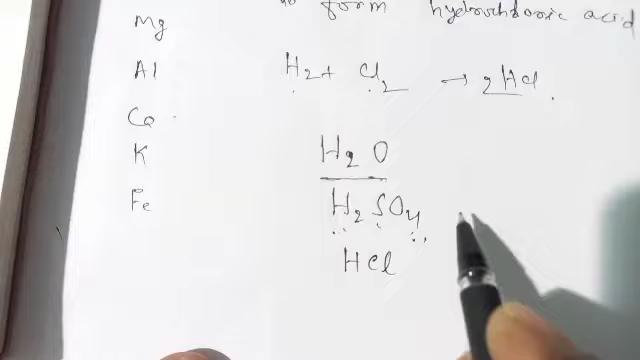 to form hydrochloric acid
Mg
Al
H2 + Cl2 → 2HCl.
Ca
K
H2O
Fe
H2SO4
HCl